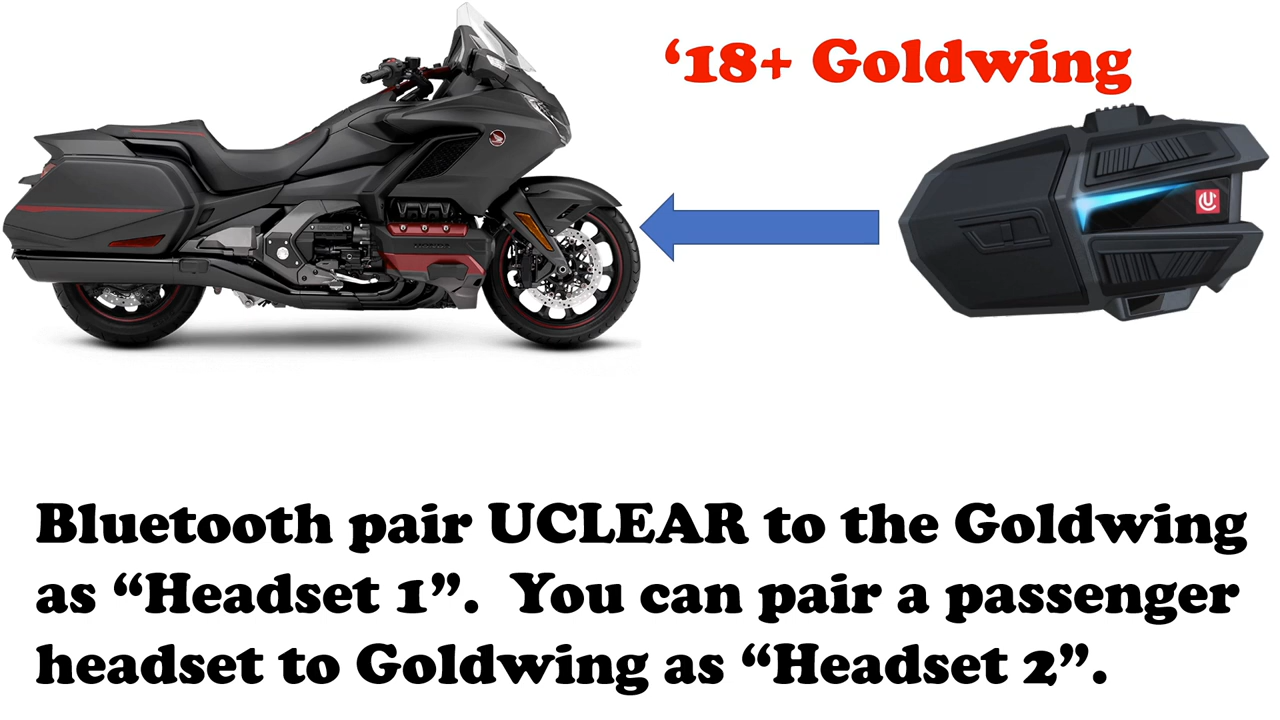 ‘18+ Goldwing
HONDA
Bluetooth pair UCLEAR to the Goldwing
as “Headset 1”.  You can pair a passenger
headset to Goldwing as “Headset 2”.